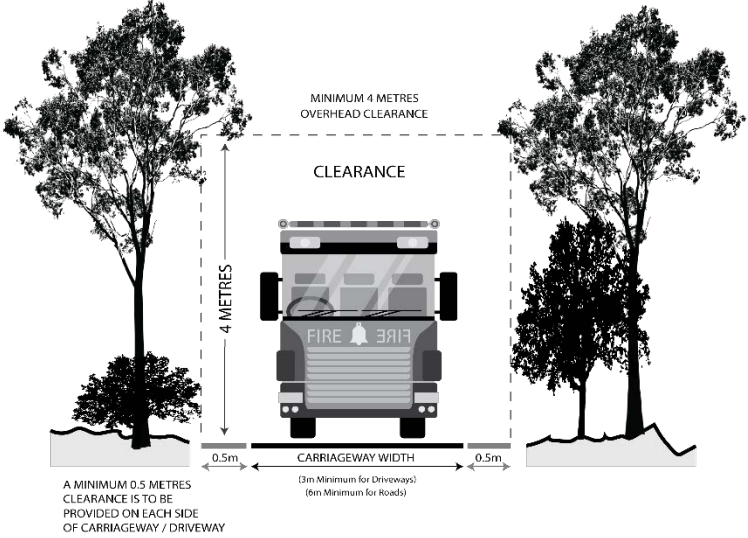 MINIMUM 4 METRES
OVERHEAD CLEARANCE
CLEARANCE
4 METRES
FIRE FIRE
0.5m
CARRIAGEWAY WIDTH
0.5m
(3m Minimum for Driveways)
(6m Minimum for Roads)
A MINIMUM 0.5 METRES
CLEARANCE IS TO BE
PROVIDED ON EACH SIDE
OF CARRIAGEWAY / DRIVEWAY